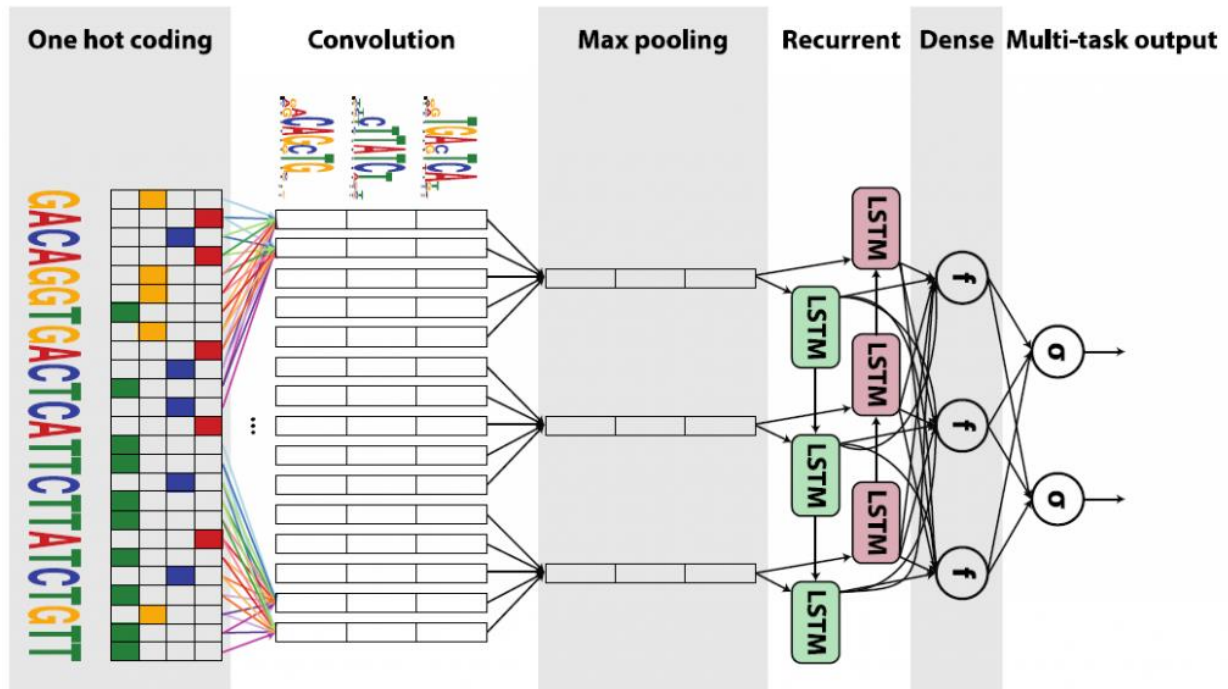 One hot coding
Convolution
Max pooling
Recurrent
Dense
Multi-task output
GACAGGTGACTCATTCTTATCTGTT
...
LSTM
LSTM
LSTM
LSTM
LSTM
LSTM
f
f
f
σ
σ